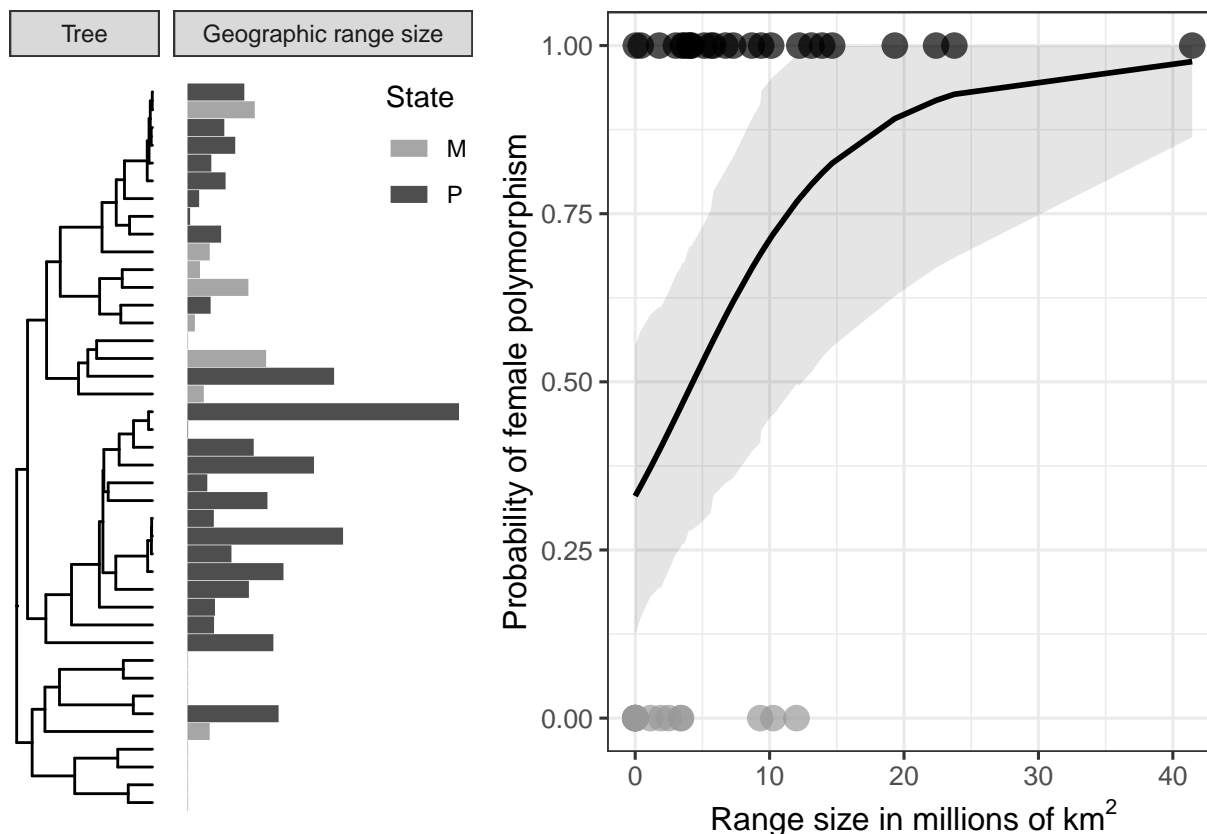 Tree
Geographic range size
State
M
P
Probability of female polymorphism
1.00
0.75
0.50
0.25
0.00
0
10
20
30
40
Range size in millions of km²